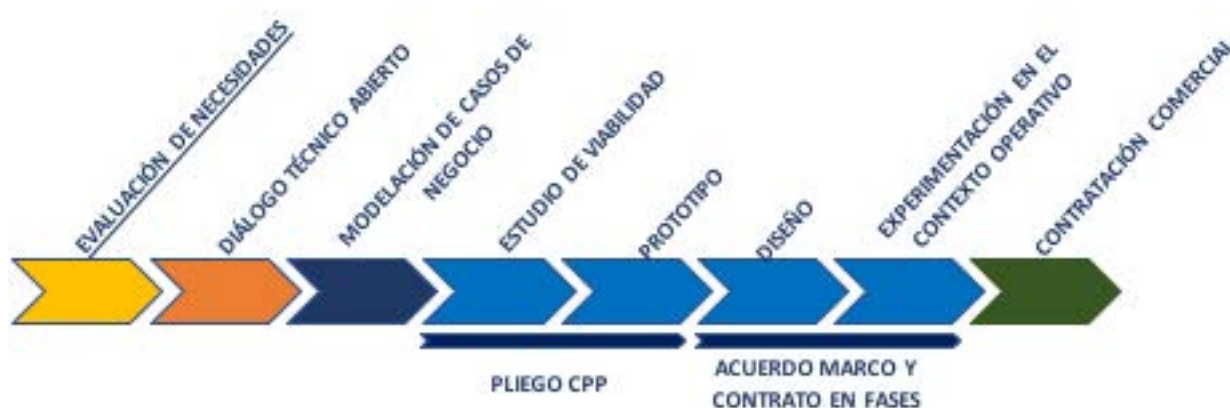 EVALUACIÓN DE NECESIDADES
DIÁLOGO TÉCNICO ABIERTO
MODELACIÓN DE CASOS DE
NEGOCIO
ESTUDIO DE VIABILIDAD
PROTOTIPO
DISEÑO
EXPERIMENTACIÓN EN EL
CONTEXTO OPERATIVO
CONTRATACIÓN COMERCIAL
PLIEGO CPP
ACUERDO MARCO Y
CONTRATO EN FASES